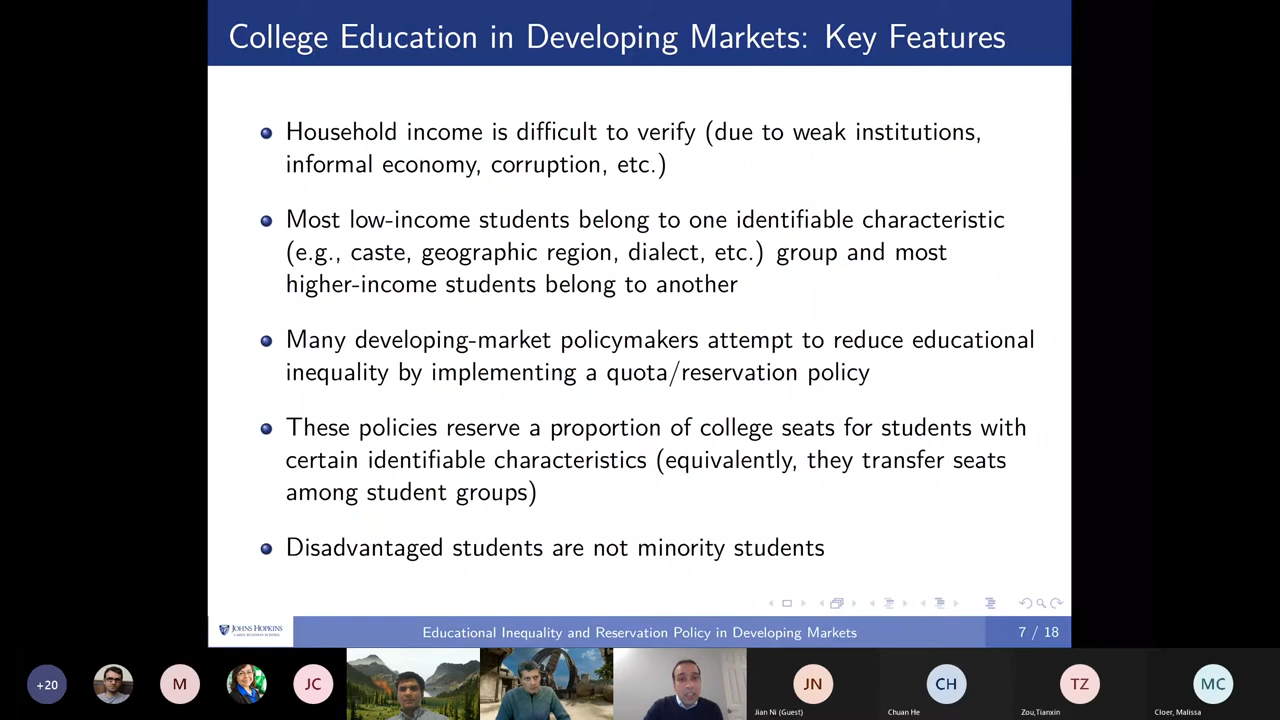 College Education in Developing Markets: Key Features
Household income is difficult to verify (due to weak institutions,
informal economy, corruption, etc.)
Most low-income students belong to one identifiable characteristic
(e.g., caste, geographic region, dialect, etc.) group and most
higher-income students belong to another
Many developing-market policymakers attempt to reduce educational
inequality by implementing a quota/reservation policy
These policies reserve a proportion of college seats for students with
certain identifiable characteristics (equivalently, they transfer seats
among student groups)
Disadvantaged students are not minority students
JOHNS HOPKINS
CAREY BUSINESS SCHOOL
Educational Inequality and Reservation Policy in Developing Markets
7 / 18
+20
M
JC
JN
CH
TZ
MC
Jian Ni (Guest)
Chuan He
Zou,Tianxin
Cloer, Malissa